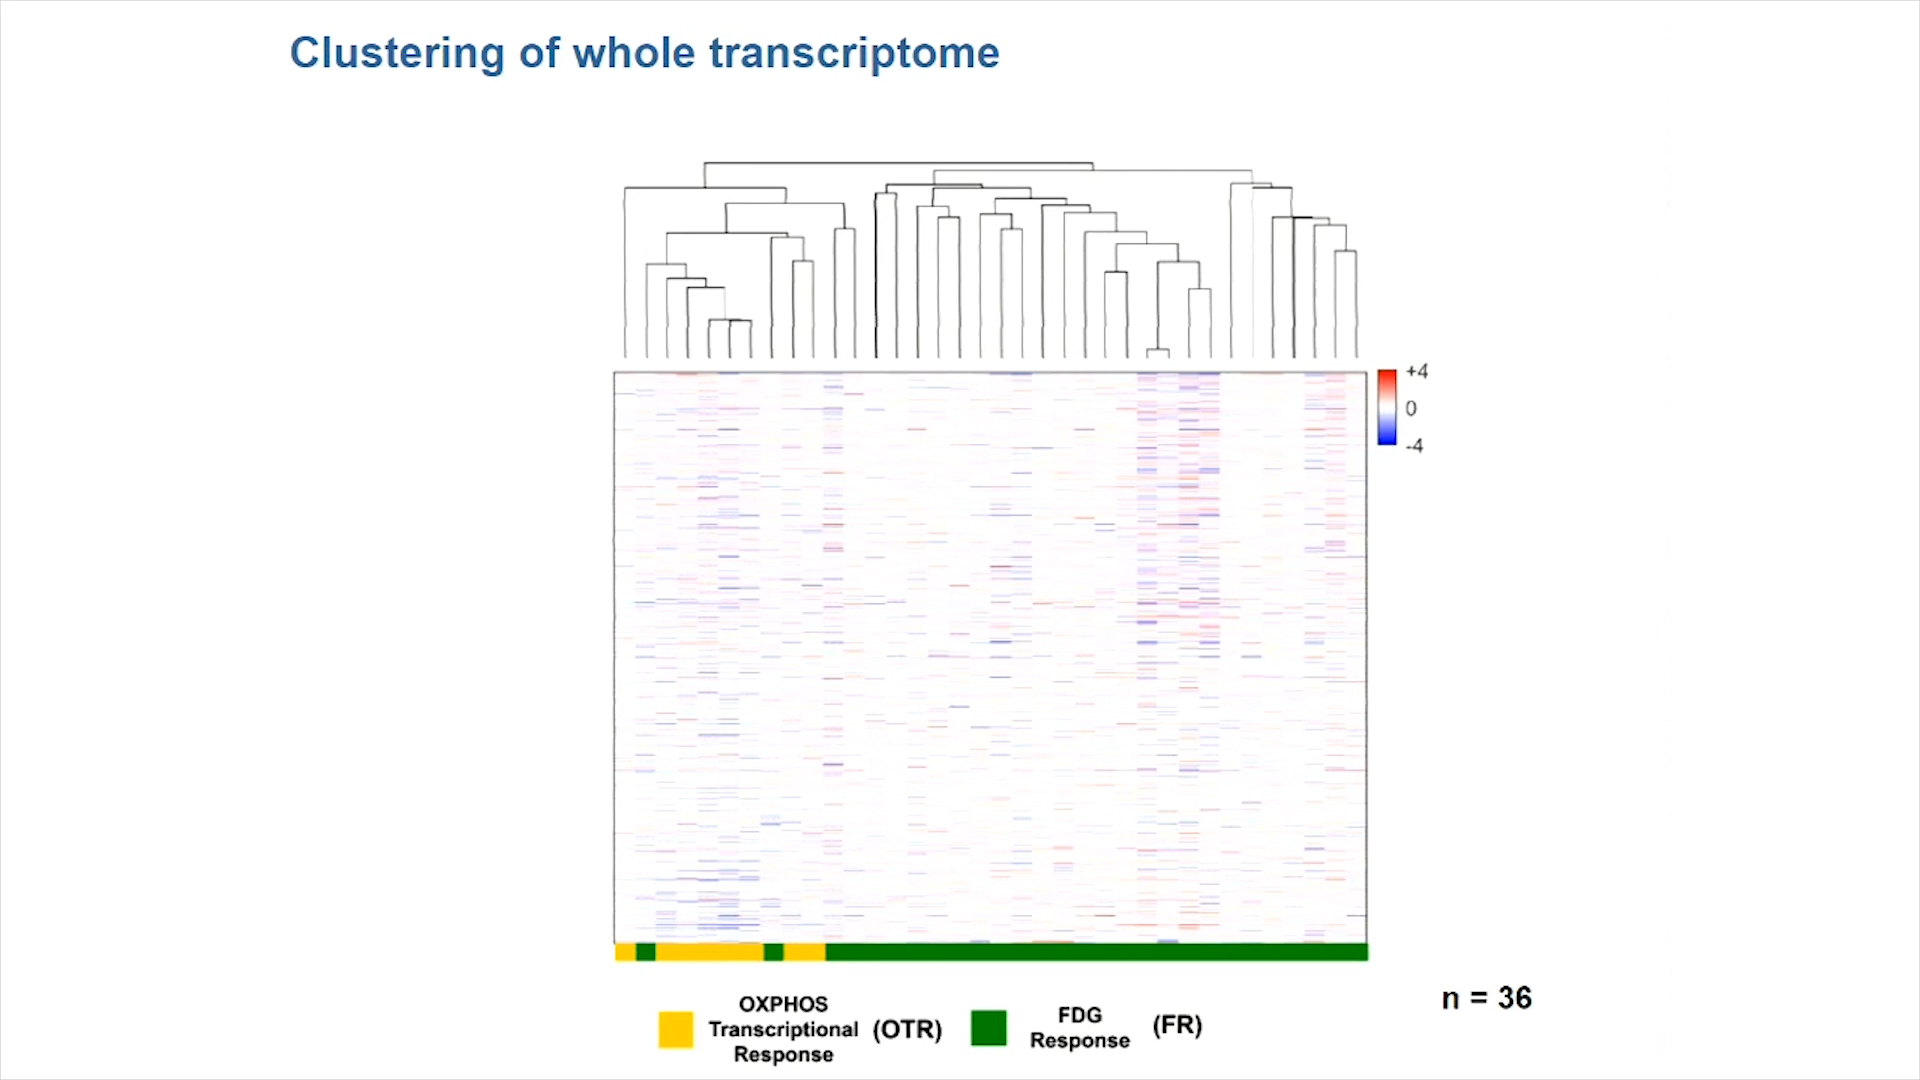 Clustering of whole transcriptome
+4
0
-4
OXPHOS
Transcriptional
Response
(OTR)
FDG
Response
(FR)
n = 36